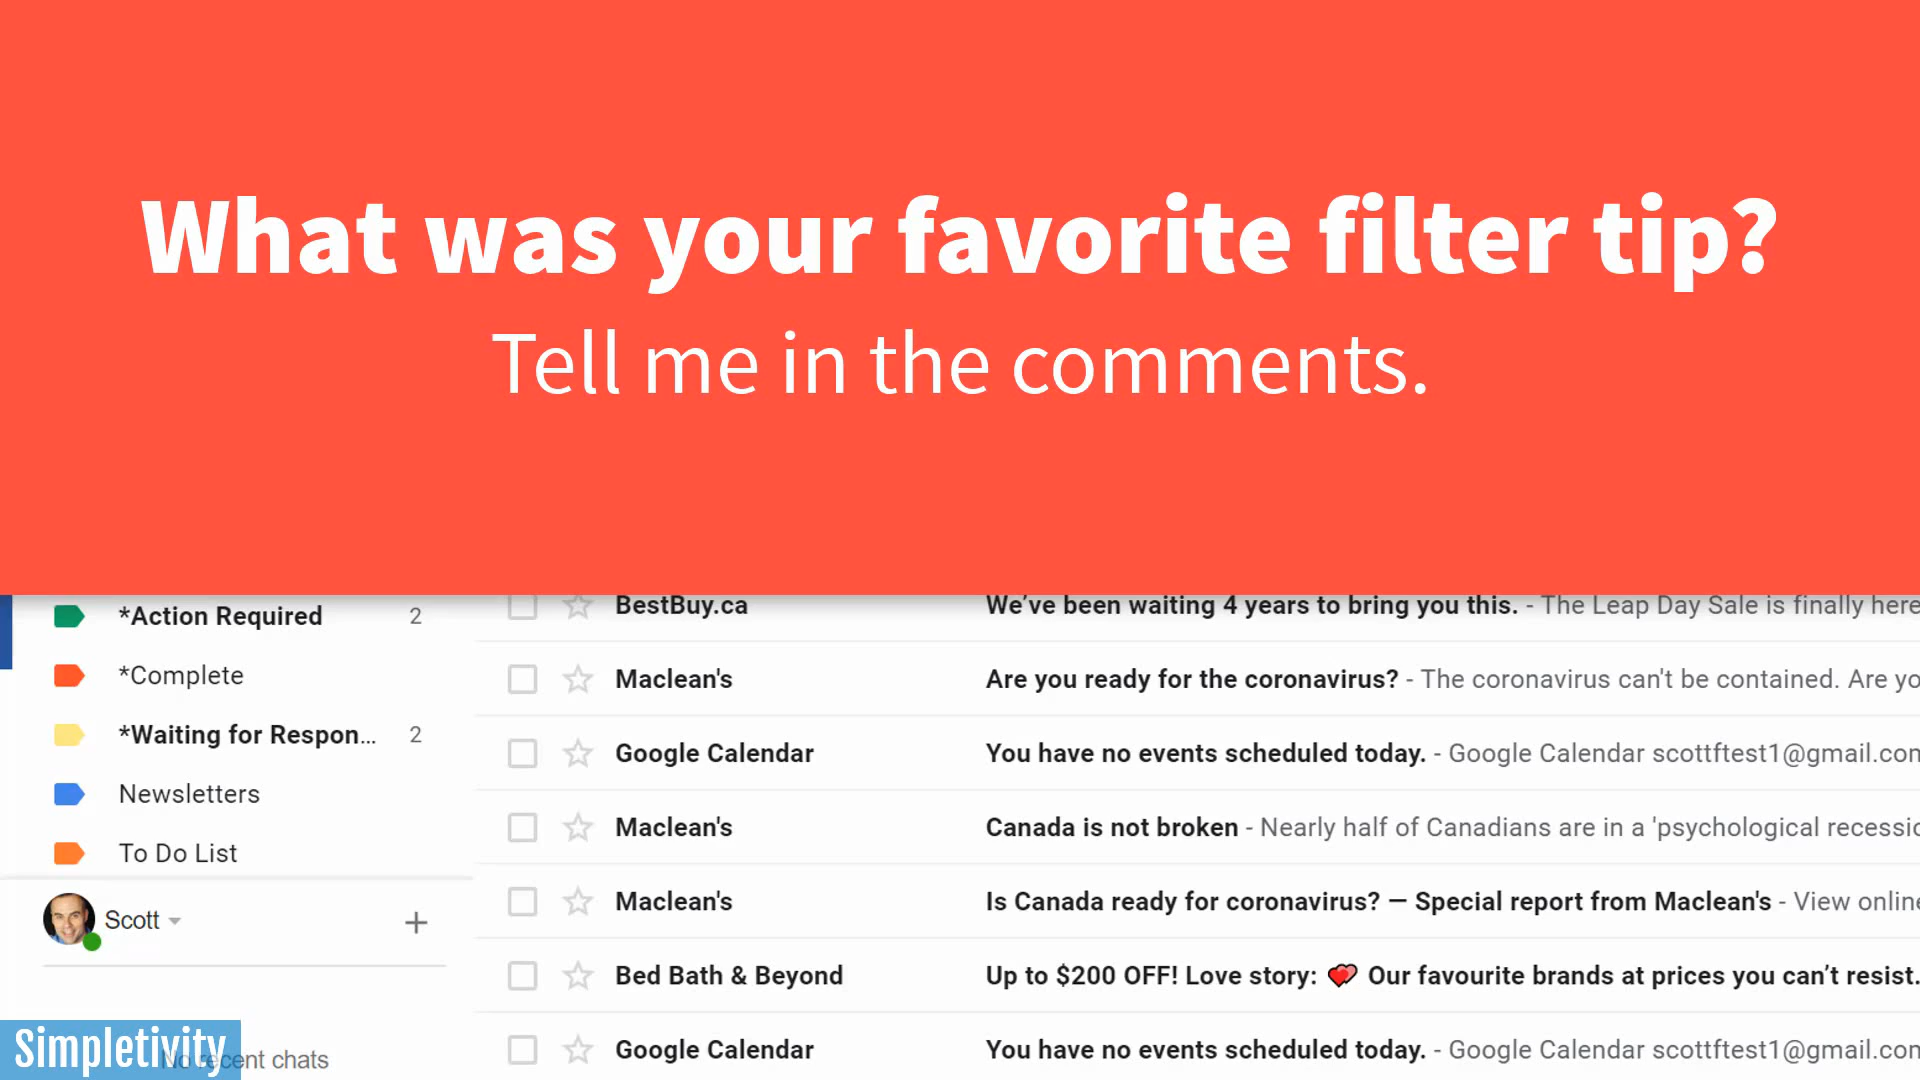 What was your favorite filter tip?
Tell me in the comments.
*Action Required 2
*Complete
*Waiting for Respon... 2
Newsletters
To Do List
Scott
No recent chats
Simpletivity
BestBuy.ca We've been waiting 4 years to bring you this. - The Leap Day Sale is finally here
Maclean's Are you ready for the coronavirus? - The coronavirus can't be contained. Are yo
Google Calendar You have no events scheduled today. - Google Calendar scottftest1@gmail.com
Maclean's Canada is not broken - Nearly half of Canadians are in a 'psychological recessio
Maclean's Is Canada ready for coronavirus? — Special report from Maclean's - View online
Bed Bath & Beyond Up to $200 OFF! Love story: 💕 Our favourite brands at prices you can’t resist.
Google Calendar You have no events scheduled today. - Google Calendar scottftest1@gmail.com